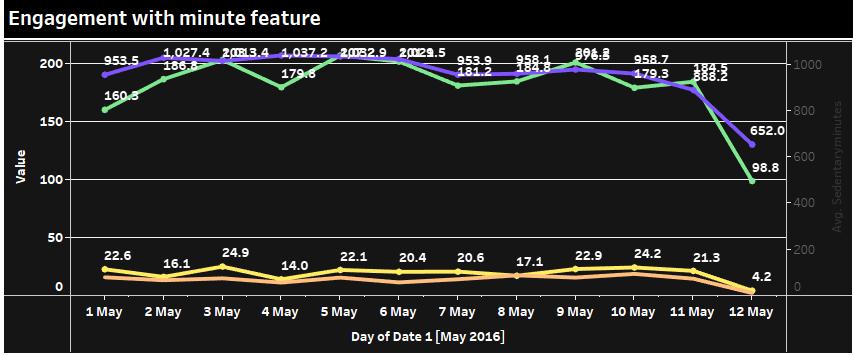 Engagement with minute feature
200
150
100
50
0
Value
953.5
1,027.4
1,037.2
953.9
958.1
958.7
888.2
652.0
160.3
186.8
179.6
181.2
184.8
179.3
184.5
98.8
22.6
16.1
24.9
14.0
22.1
20.4
20.6
17.1
22.9
24.2
21.3
4.2
1000
800
600
400
200
0
Avg. Sedentaryminutes
1 May
2 May
3 May
4 May
5 May
6 May
7 May
8 May
9 May
10 May
11 May
12 May
Day of Date 1 [May 2016]